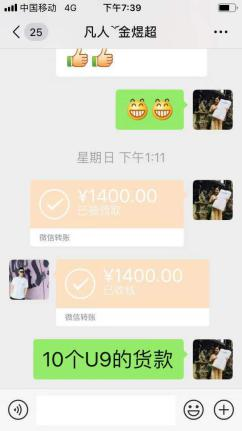 中国移动 4G 下午7:39
25 凡人 金煜超
星期日 下午1:11
¥1400.00
已被领取
微信转账
¥1400.00
已收钱
微信转账
10个U9的货款